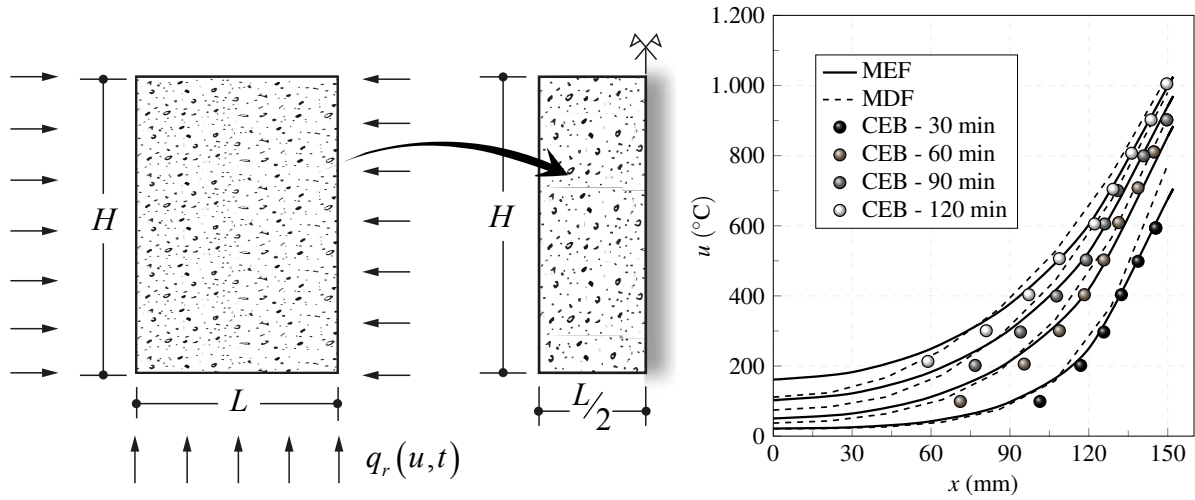 H
L
q_r(u,t)
H
L/2
1.200
1.000
800
600
400
200
0
u (°C)
MEF
MDF
CEB - 30 min
CEB - 60 min
CEB - 90 min
CEB - 120 min
0 30 60 90 120 160
x (mm)